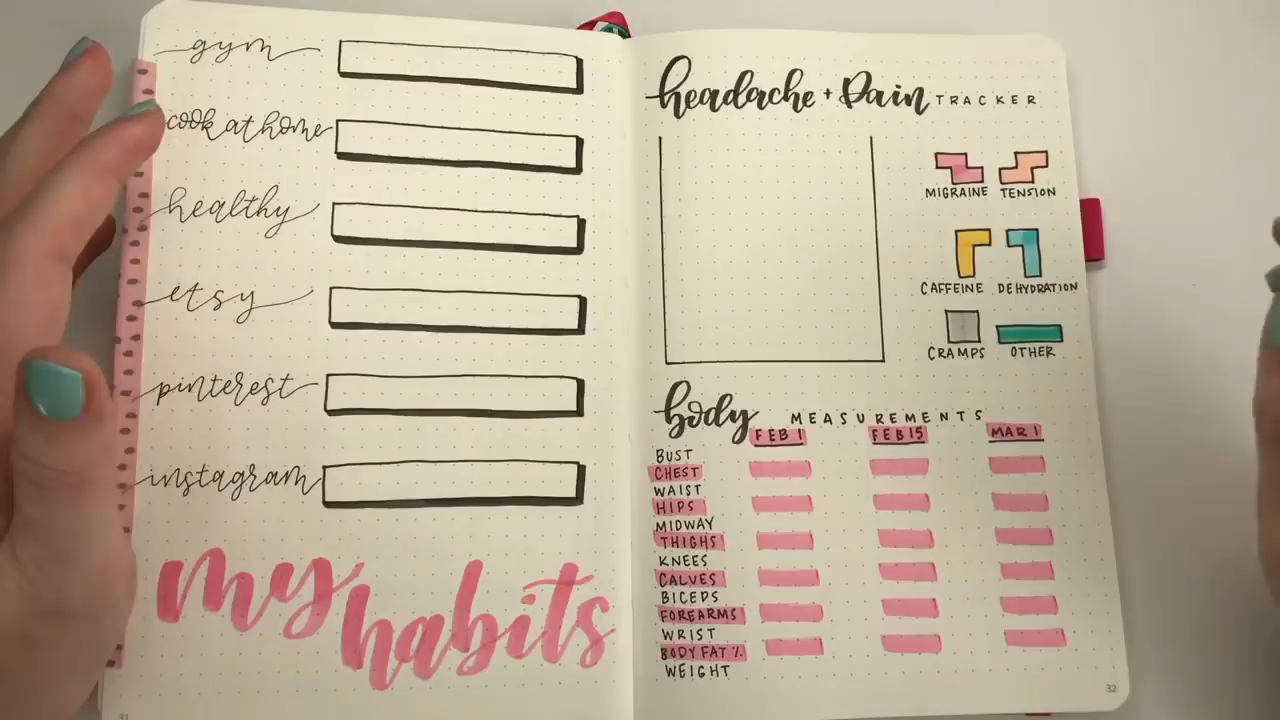 gym
cook at home
healthy
etsy
pinterest
instagram
my habits
31
headache + Pain TRACKER
MIGRAINE TENSION
CAFFEINE DEHYDRATION
CRAMPS OTHER
body MEASUREMENTS
FEB 1 FEB 15 MAR 1
BUST
CHEST
WAIST
HIPS
MIDWAY
THIGHS
KNEES
CALVES
BICEPS
FOREARMS
WRIST
BODY FAT %
WEIGHT
32